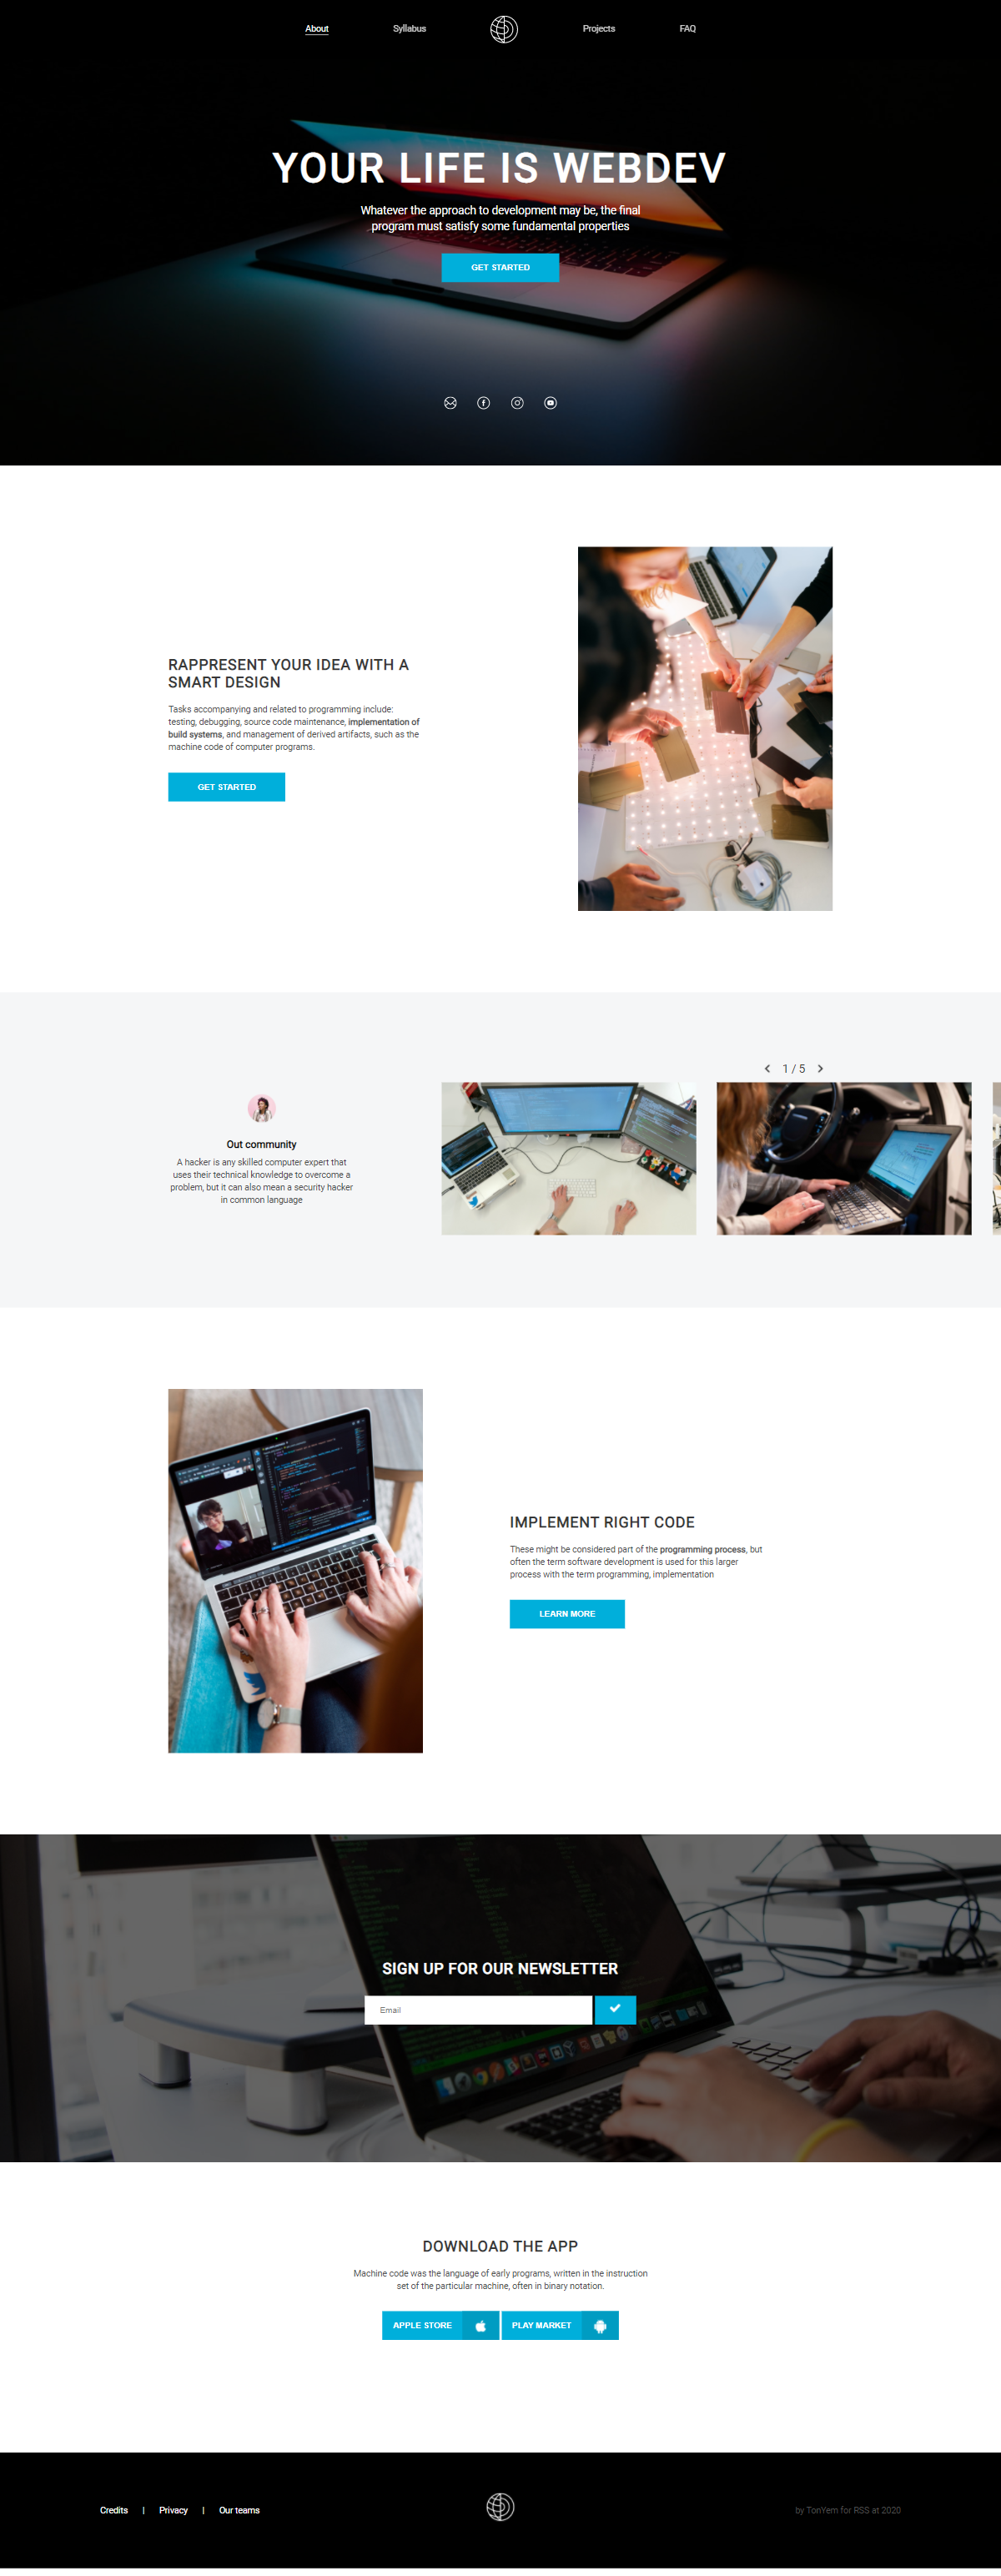 About
Syllabus
Projects
FAQ
YOUR LIFE IS WEBDEV
Whatever the approach to development may be, the final
program must satisfy some fundamental properties
GET STARTED
RAPPRESENT YOUR IDEA WITH A
SMART DESIGN
Tasks accompanying and related to programming include:
testing, debugging, source code maintenance, implementation of
build systems, and management of derived artifacts, such as the
machine code of computer programs.
GET STARTED
1 / 5
Out community
A hacker is any skilled computer expert that
uses their technical knowledge to overcome a
problem, but it can also mean a security hacker
in common language
IMPLEMENT RIGHT CODE
These might be considered part of the programming process, but
often the term software development is used for this larger
process with the term programming, implementation
LEARN MORE
SIGN UP FOR OUR NEWSLETTER
Email
DOWNLOAD THE APP
Machine code was the language of early programs, written in the instruction
set of the particular machine, often in binary notation.
APPLE STORE
PLAY MARKET
Credits | Privacy | Our teams
by TonYem for RSS at 2020